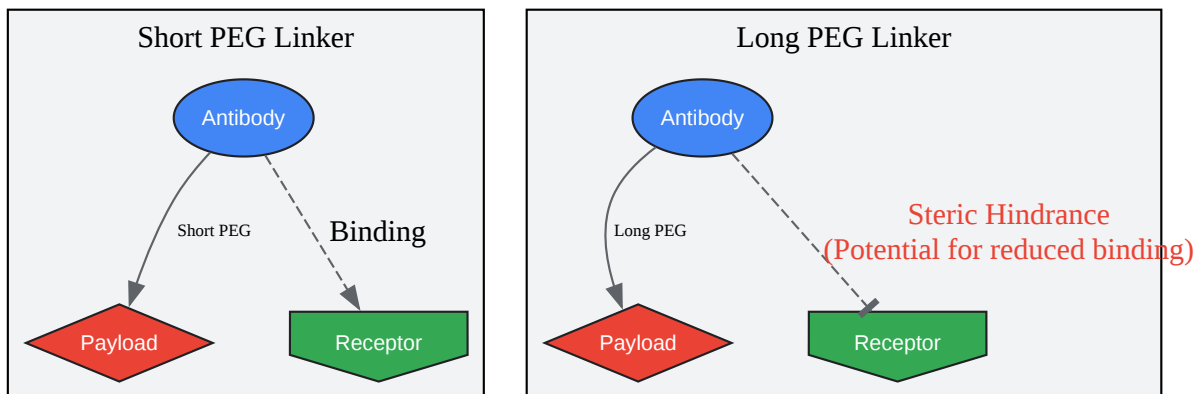 Short PEG Linker
Antibody
Short PEG
Binding
Payload
Receptor
Long PEG Linker
Antibody
Long PEG
Steric Hindrance
(Potential for reduced binding)
Payload
Receptor